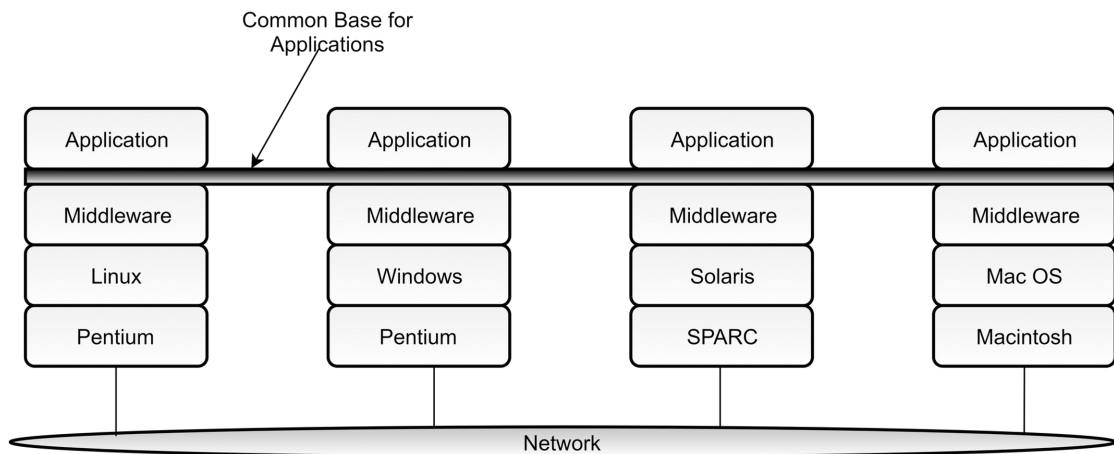 Common Base for
Applications
Application
Application
Application
Application
Middleware
Middleware
Middleware
Middleware
Linux
Windows
Solaris
Mac OS
Pentium
Pentium
SPARC
Macintosh
Network